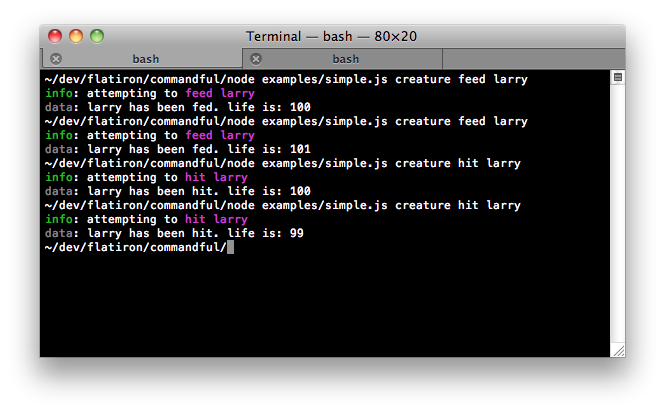 Terminal — bash — 80×20
bash bash
~/dev/flatiron/commandful/node examples/simple.js creature feed larry
info: attempting to feed larry
data: larry has been fed. life is: 100
~/dev/flatiron/commandful/node examples/simple.js creature feed larry
info: attempting to feed larry
data: larry has been fed. life is: 101
~/dev/flatiron/commandful/node examples/simple.js creature hit larry
info: attempting to hit larry
data: larry has been hit. life is: 100
~/dev/flatiron/commandful/node examples/simple.js creature hit larry
info: attempting to hit larry
data: larry has been hit. life is: 99
~/dev/flatiron/commandful/